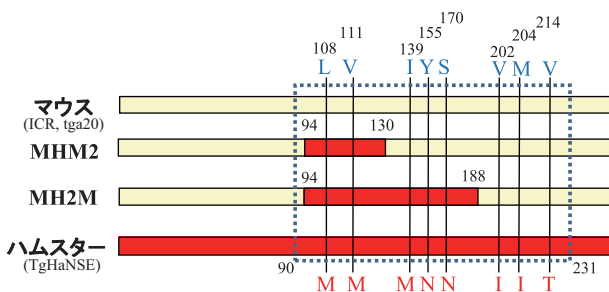 170
155
214
111
139
204
108
202
L V I Y S V M V
マウス
(ICR, tga20)
94 130
MHM2
94 188
MH2M
ハムスター
(TgHaNSE)
90 231
M M M N N I I T